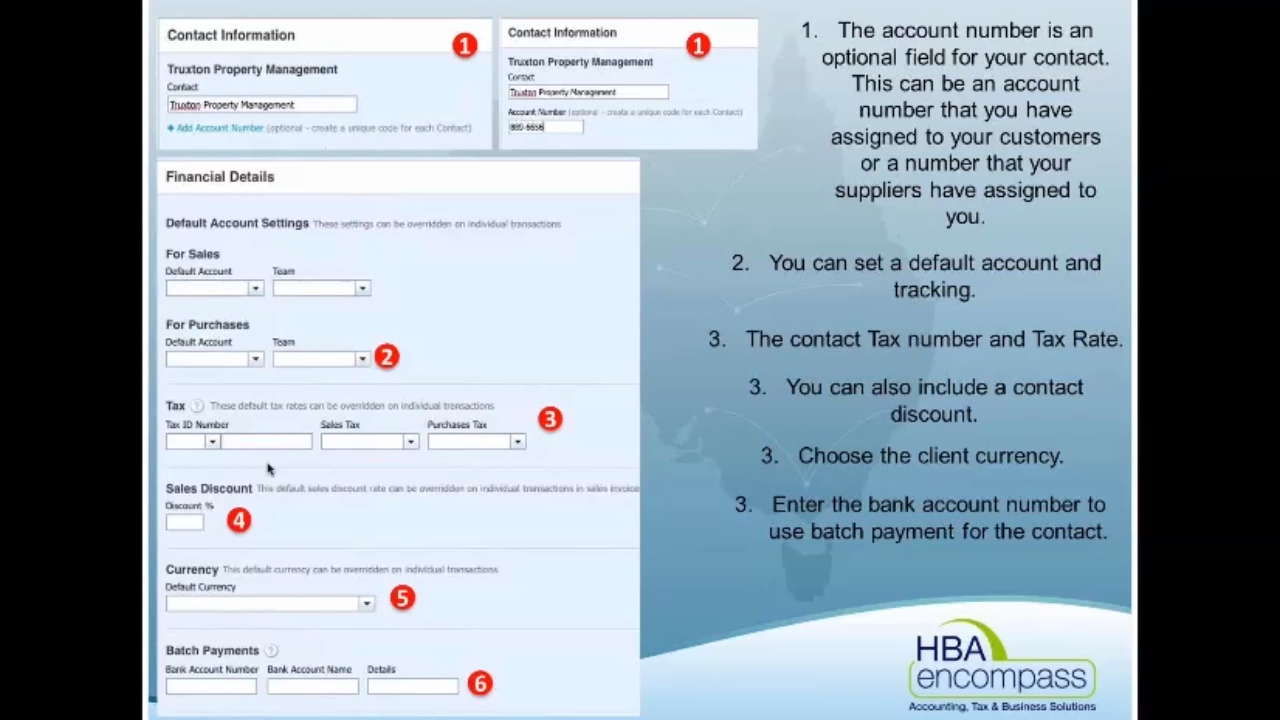 Contact Information
1
Truxton Property Management
Contact
Truxton Property Management
+ Add Account Number (optional - create a unique code for each Contact)
Contact Information
1
Truxton Property Management
Contact
Truxton Property Management
Account Number (optional - create a unique code for each Contact)
Financial Details
Default Account Settings These settings can be overridden on individual transactions
For Sales
Default Account Team
For Purchases
Default Account Team
2
Tax ? These default tax rates can be overridden on individual transactions
3
Tax ID Number Sales Tax Purchases Tax
Sales Discount This default sales discount rate can be overridden on individual transactions in sales invoice
Discount %
4
Currency This default currency can be overridden on individual transactions
Default Currency
5
Batch Payments ?
Bank Account Number Bank Account Name Details
6
1. The account number is an
optional field for your contact.
This can be an account
number that you have
assigned to your customers
or a number that your
suppliers have assigned to
you.
2. You can set a default account and
tracking.
3. The contact Tax number and Tax Rate.
3. You can also include a contact
discount.
3. Choose the client currency.
3. Enter the bank account number to
use batch payment for the contact.
HBA
encompass
Accounting, Tax & Business Solutions